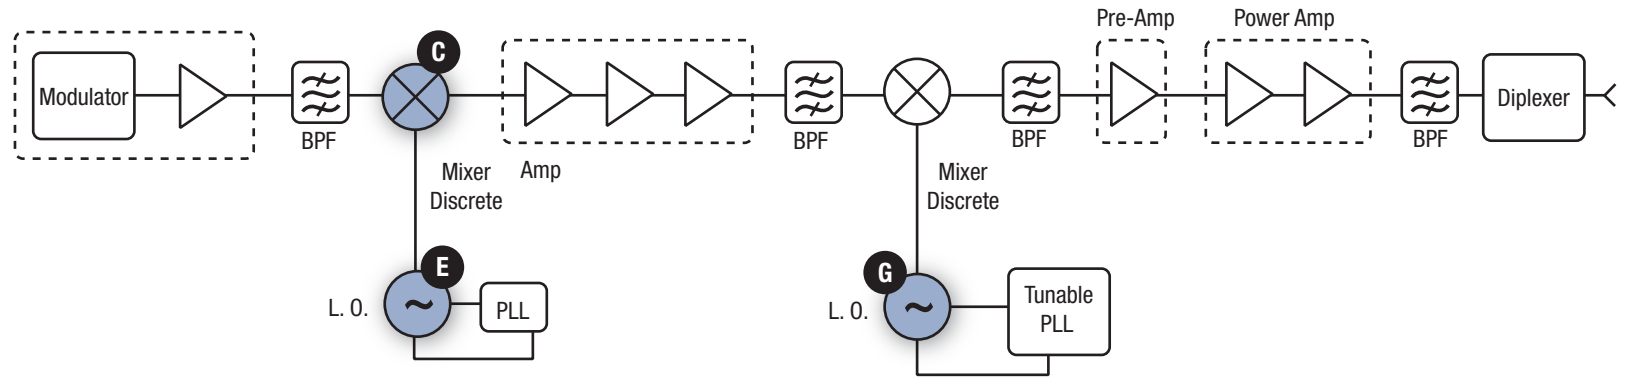 Pre-Amp
Power Amp
C
Modulator
Diplexer
BPF
BPF
BPF
BPF
Mixer
Discrete
Amp
Mixer
Discrete
E
G
L. O.
PLL
L. O.
Tunable
PLL